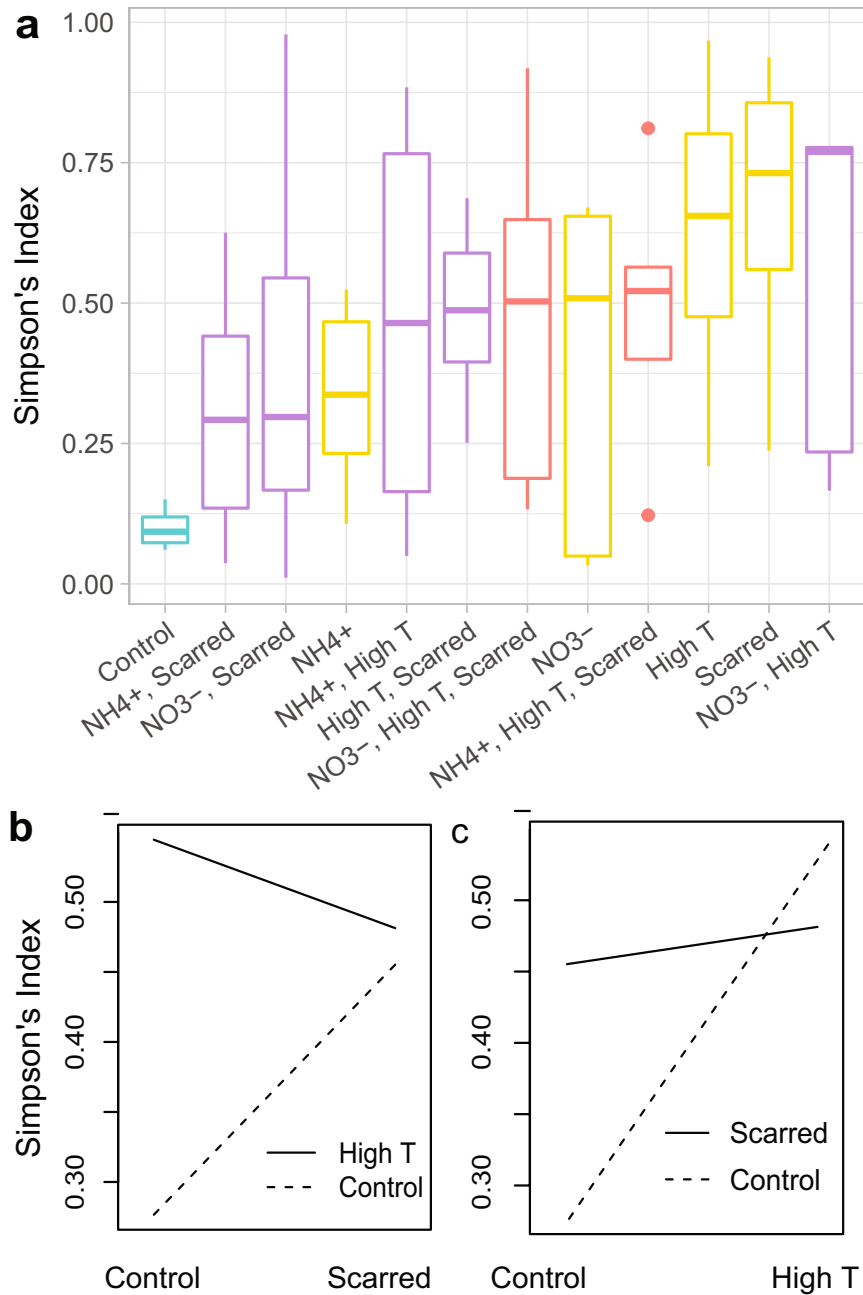 a
Simpson's Index
1.00
0.75
0.50
0.25
0.00
Control
NH4+, Scarred
NO3−, Scarred
NH4+
NH4+, High T
High T, Scarred
NO3−, High T, Scarred
NO3−
NH4+, High T, Scarred
High T
Scarred
NO3−, High T
b
Simpson's Index
0.50
0.40
0.30
High T
Control
Control
Scarred
c
0.50
0.40
0.30
Scarred
Control
Control
High T